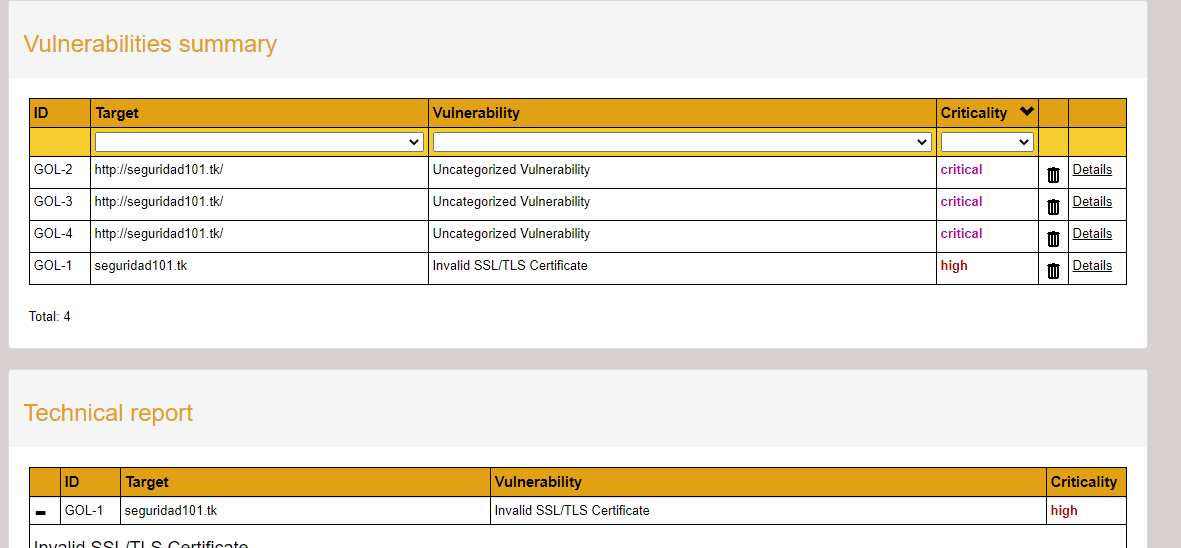 Vulnerabilities summary
ID Target Vulnerability Criticality
GOL-2 http://seguridad101.tk/ Uncategorized Vulnerability critical Details
GOL-3 http://seguridad101.tk/ Uncategorized Vulnerability critical Details
GOL-4 http://seguridad101.tk/ Uncategorized Vulnerability critical Details
GOL-1 seguridad101.tk Invalid SSL/TLS Certificate high Details
Total: 4
Technical report
ID Target Vulnerability Criticality
GOL-1 seguridad101.tk Invalid SSL/TLS Certificate high
Invalid SSL/TLS Certificate